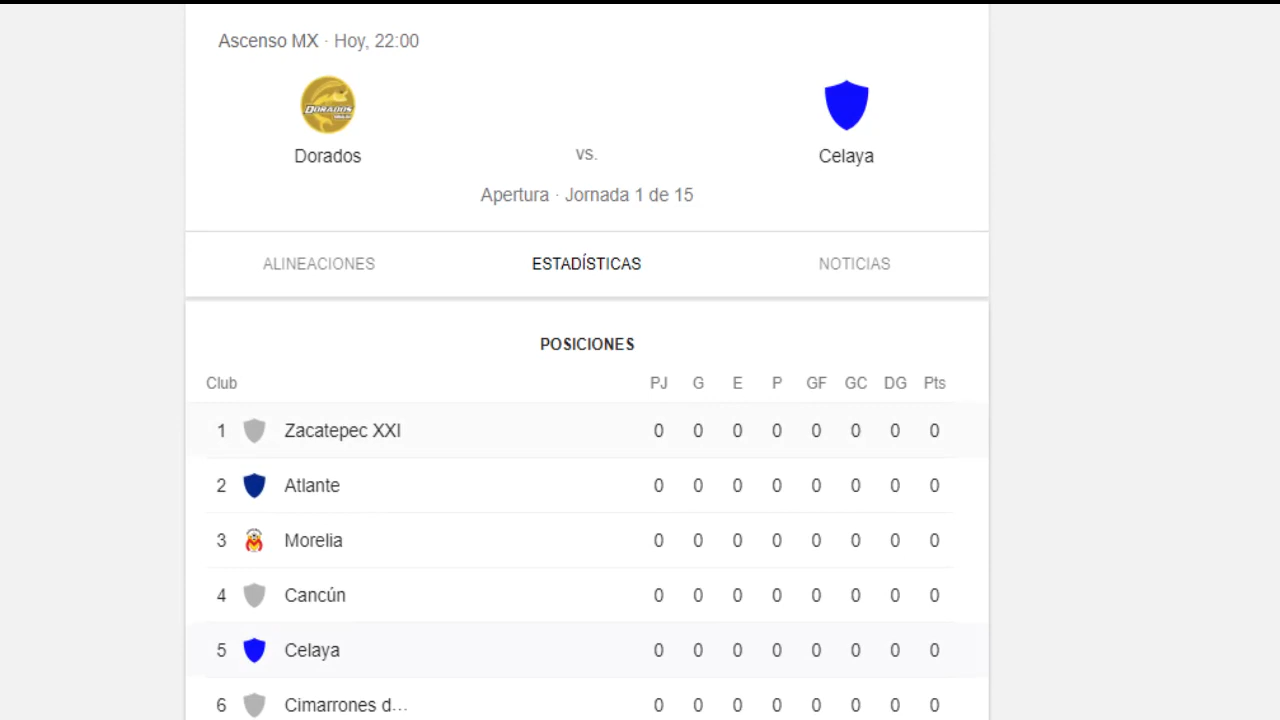 Ascenso MX · Hoy, 22:00
DORADOS
Dorados
vs.
Celaya
Apertura · Jornada 1 de 15
ALINEACIONES ESTADÍSTICAS NOTICIAS
POSICIONES
Club PJ G E P GF GC DG Pts
1 Zacatepec XXI 0 0 0 0 0 0 0 0
2 Atlante 0 0 0 0 0 0 0 0
3 Morelia 0 0 0 0 0 0 0 0
4 Cancún 0 0 0 0 0 0 0 0
5 Celaya 0 0 0 0 0 0 0 0
6 Cimarrones d... 0 0 0 0 0 0 0 0